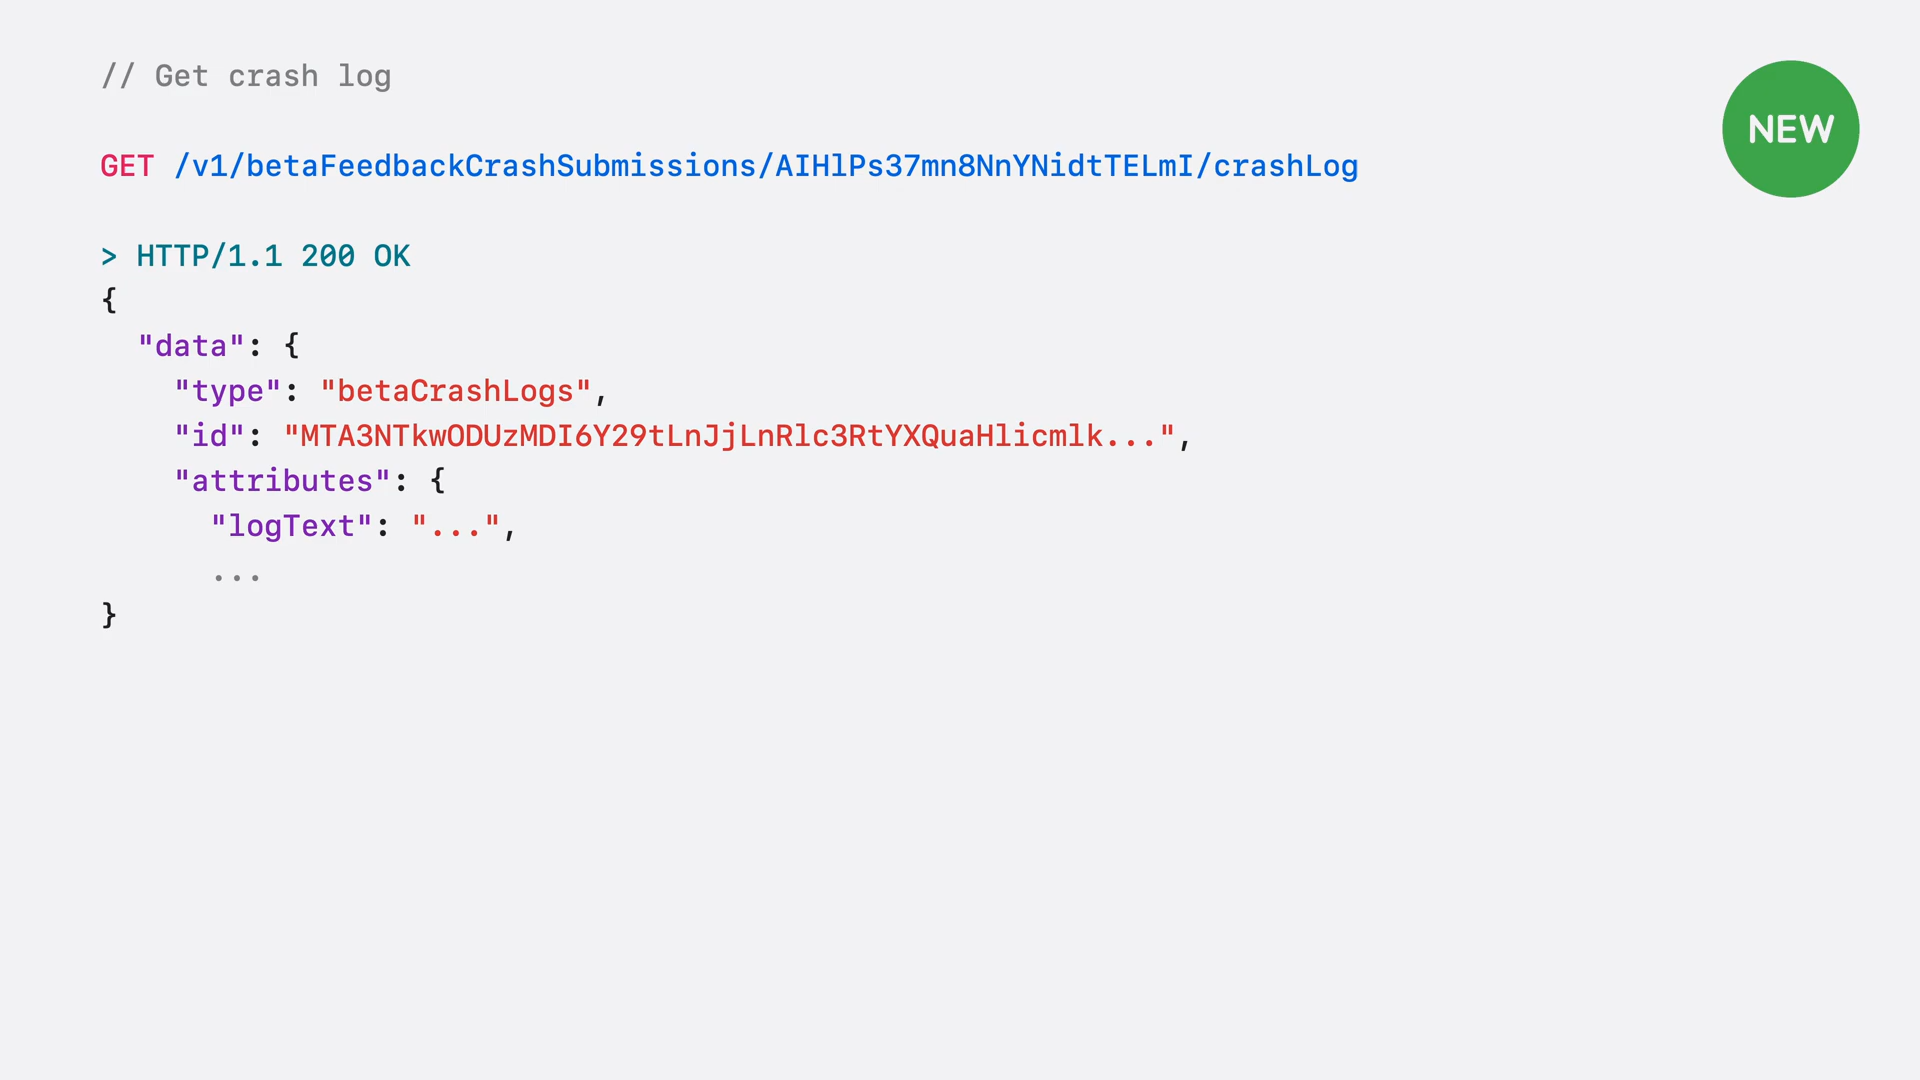 // Get crash log
NEW
GET /v1/betaFeedbackCrashSubmissions/AIHlPs37mn8NnYNidtTELmI/crashLog
> HTTP/1.1 200 OK
{
  "data": {
    "type": "betaCrashLogs",
    "id": "MTA3NTkwODUzMDI6Y29tLnJjLnRlc3RtYXQuaHlicmlk...",
    "attributes": {
      "logText": "...",
      ...
}